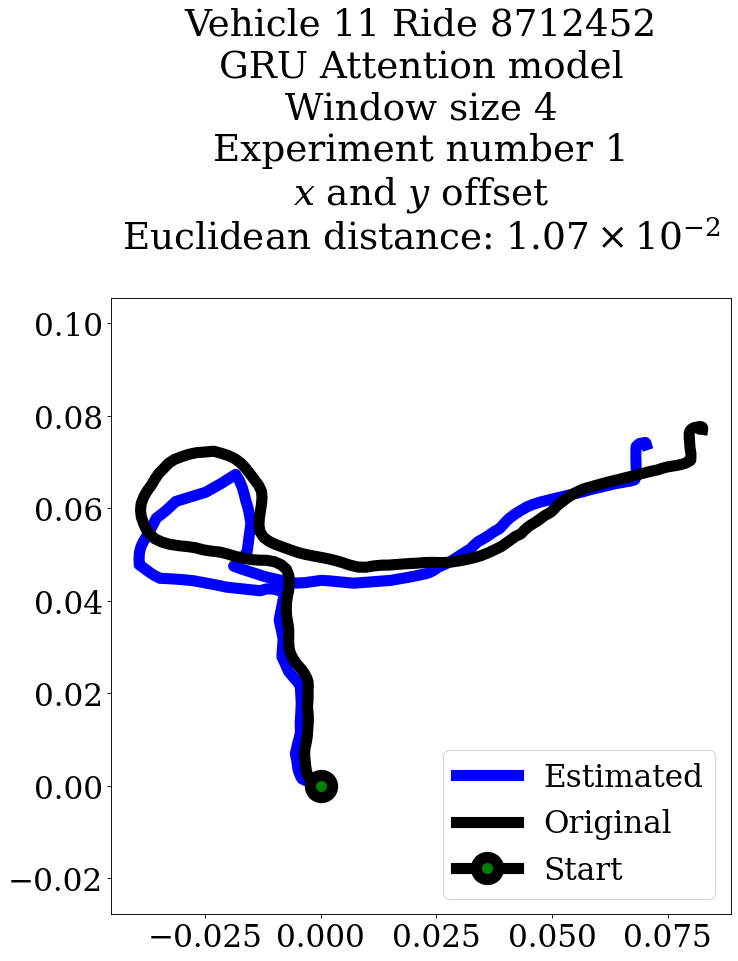 Vehicle 11 Ride 8712452
GRU Attention model
Window size 4
Experiment number 1
x and y offset
Euclidean distance: 1.07 × 10⁻²
0.10
0.08
0.06
0.04
0.02
0.00
−0.02
Estimated
Original
Start
−0.025 0.000 0.025 0.050 0.075